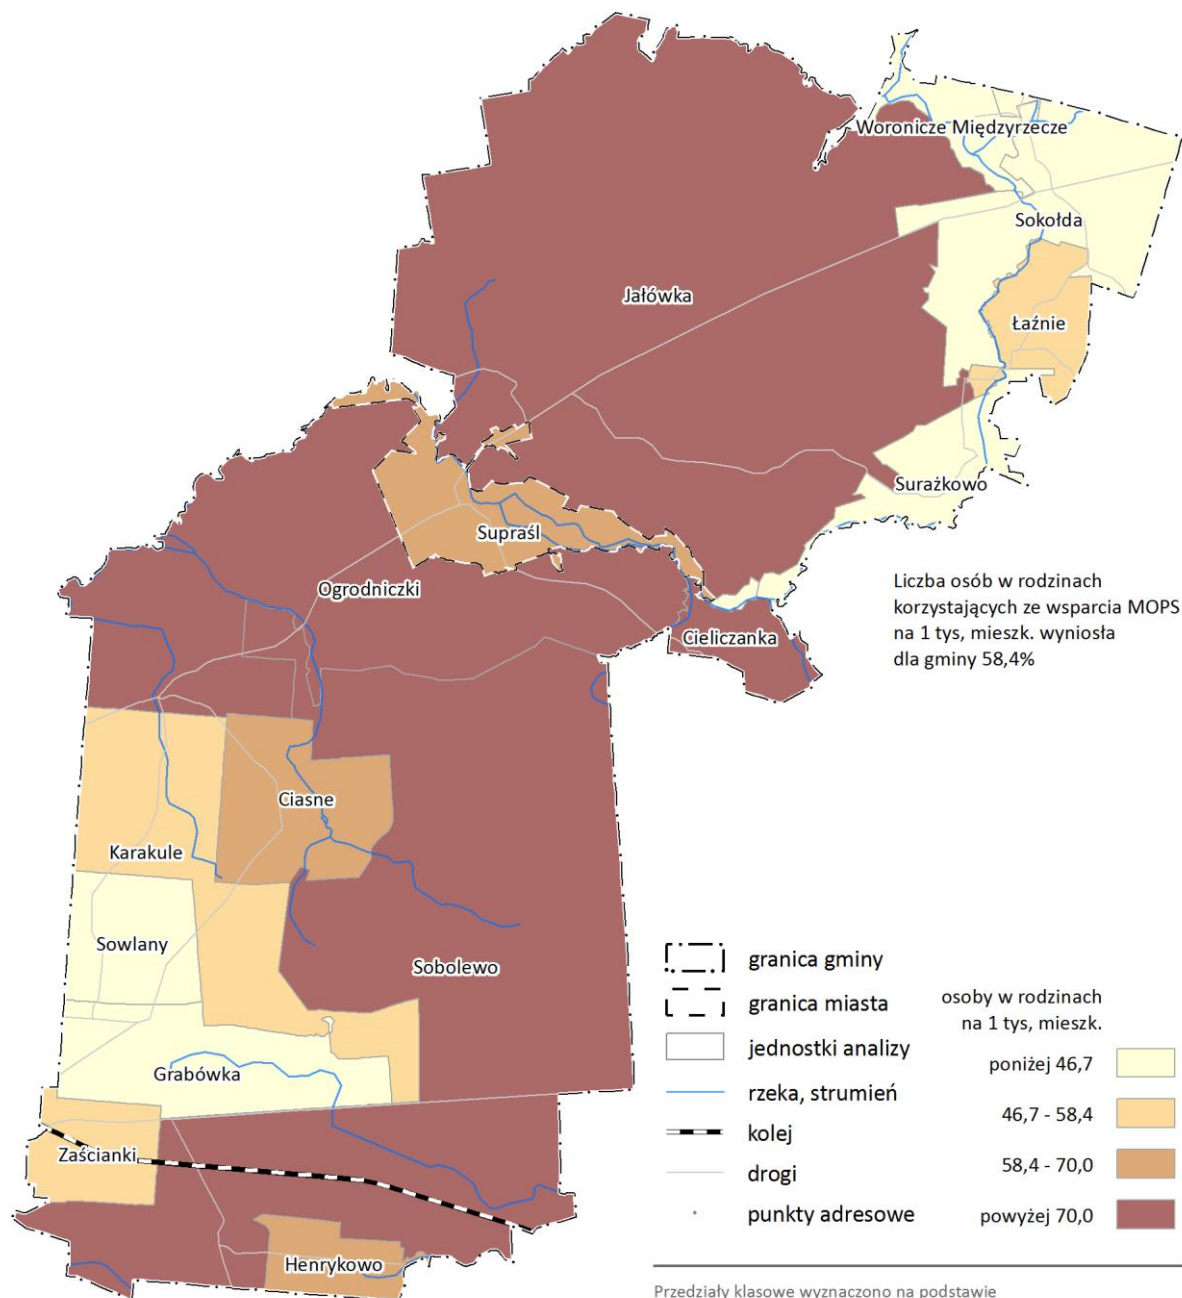 Woronicze Międzyrzecze
Sokołda
Jałówka
Łaźnie
Surażkowo
Supraśl
Ogrodniczki
Liczba osób w rodzinach
korzystających ze wsparcia MOPS
na 1 tys, mieszk. wyniosła
dla gminy 58,4%
Cieliczanka
Ciasne
Karakule
Sowlany
Sobolewo
Grabówka
Zaścianki
Henrykowo
granica gminy
granica miasta
jednostki analizy
rzeka, strumień
kolej
drogi
punkty adresowe
osoby w rodzinach
na 1 tys, mieszk.
poniżej 46,7
46,7 - 58,4
58,4 - 70,0
powyżej 70,0
Przedziały klasowe wyznaczono na podstawie